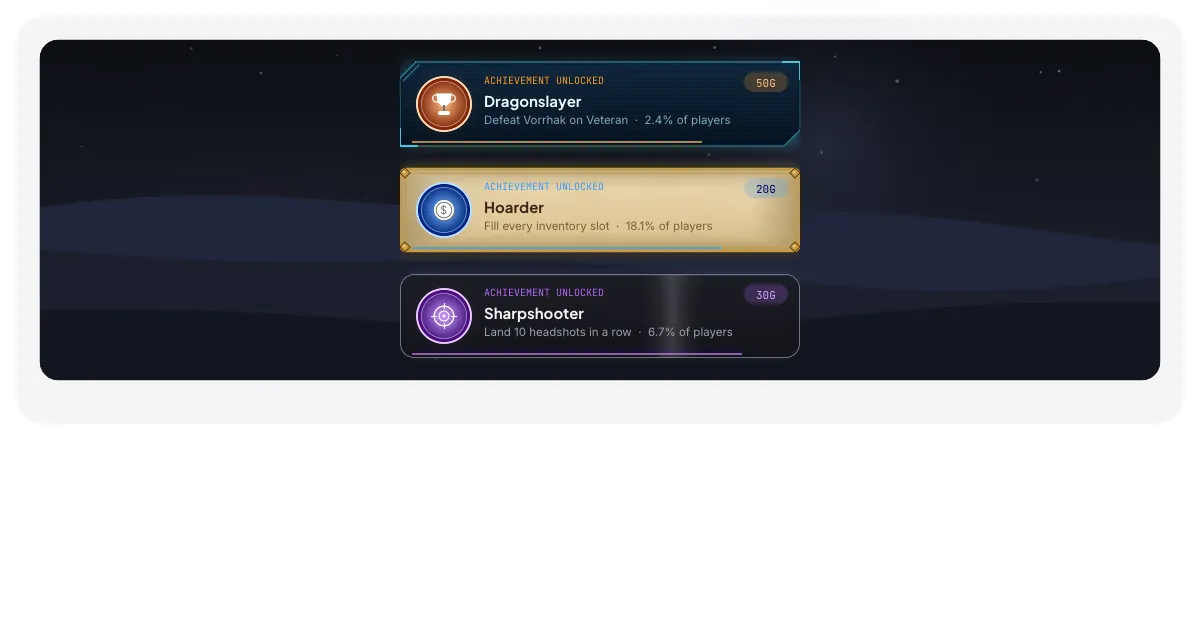 ACHIEVEMENT UNLOCKED
50G
Dragonslayer
Defeat Vorrhak on Veteran · 2.4% of players
ACHIEVEMENT UNLOCKED
20G
Hoarder
Fill every inventory slot · 18.1% of players
$
ACHIEVEMENT UNLOCKED
30G
Sharpshooter
Land 10 headshots in a row · 6.7% of players